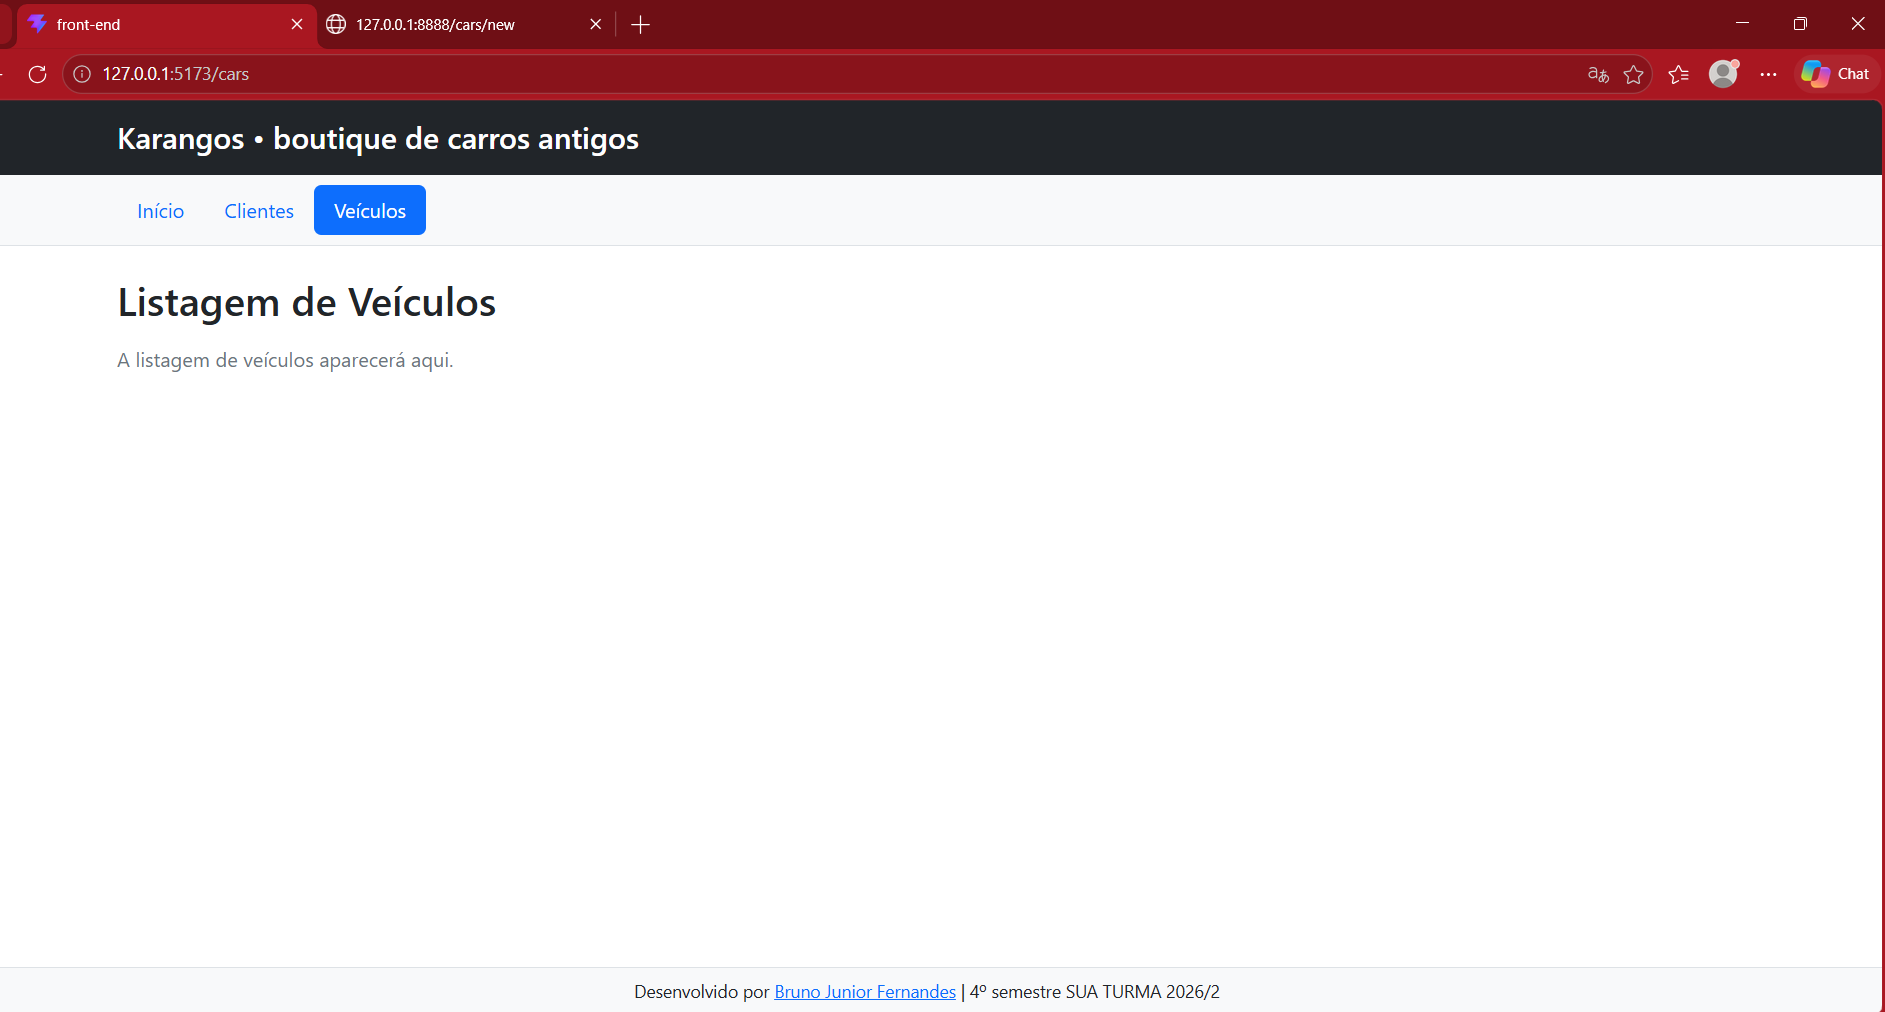 front-end
127.0.0.1:8888/cars/new
127.0.0.1:5173/cars
Chat
Karangos • boutique de carros antigos
Início Clientes Veículos
Listagem de Veículos
A listagem de veículos aparecerá aqui.
Desenvolvido por Bruno Junior Fernandes | 4º semestre SUA TURMA 2026/2